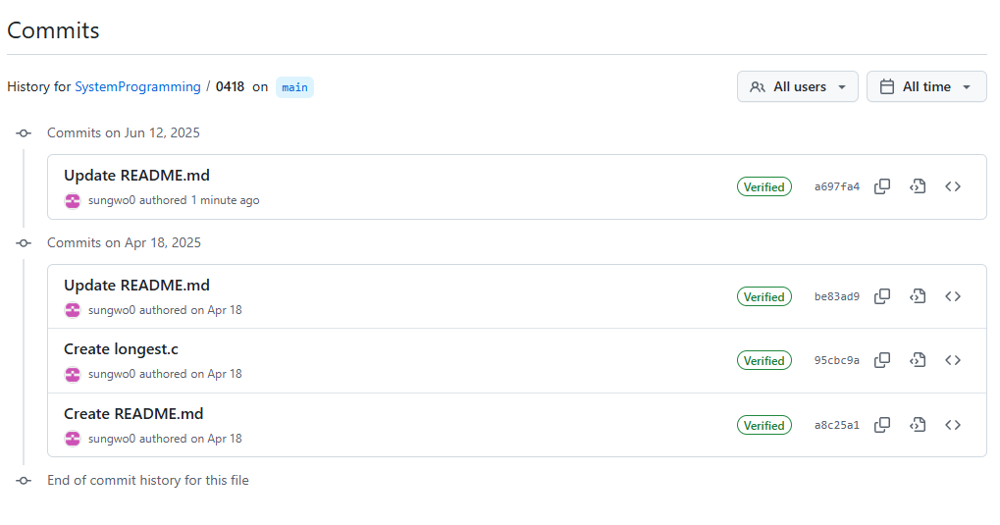 Commits
History for SystemProgramming / 0418 on main
All users
All time
Commits on Jun 12, 2025
Update README.md
sungwo0 authored 1 minute ago
Verified
a697fa4
Commits on Apr 18, 2025
Update README.md
sungwo0 authored on Apr 18
Verified
be83ad9
Create longest.c
sungwo0 authored on Apr 18
Verified
95cbc9a
Create README.md
sungwo0 authored on Apr 18
Verified
a8c25a1
End of commit history for this file